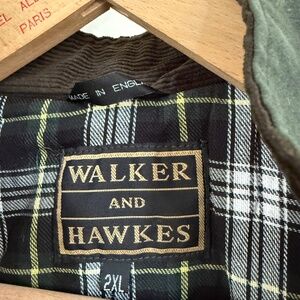 PARIS
MADE IN ENGL
WALKER
AND
HAWKES
2XL